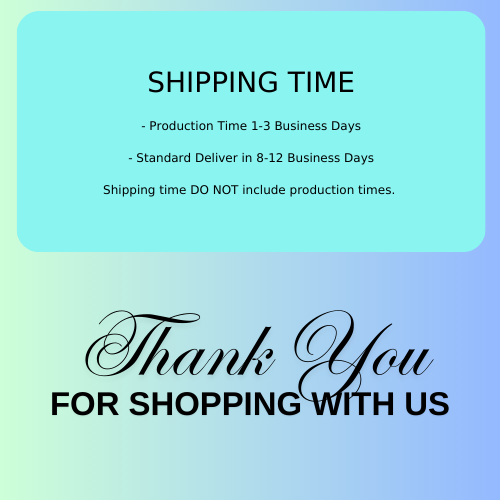 SHIPPING TIME
- Production Time 1-3 Business Days
- Standard Deliver in 8-12 Business Days
Shipping time DO NOT include production times.
Thank You
FOR SHOPPING WITH US